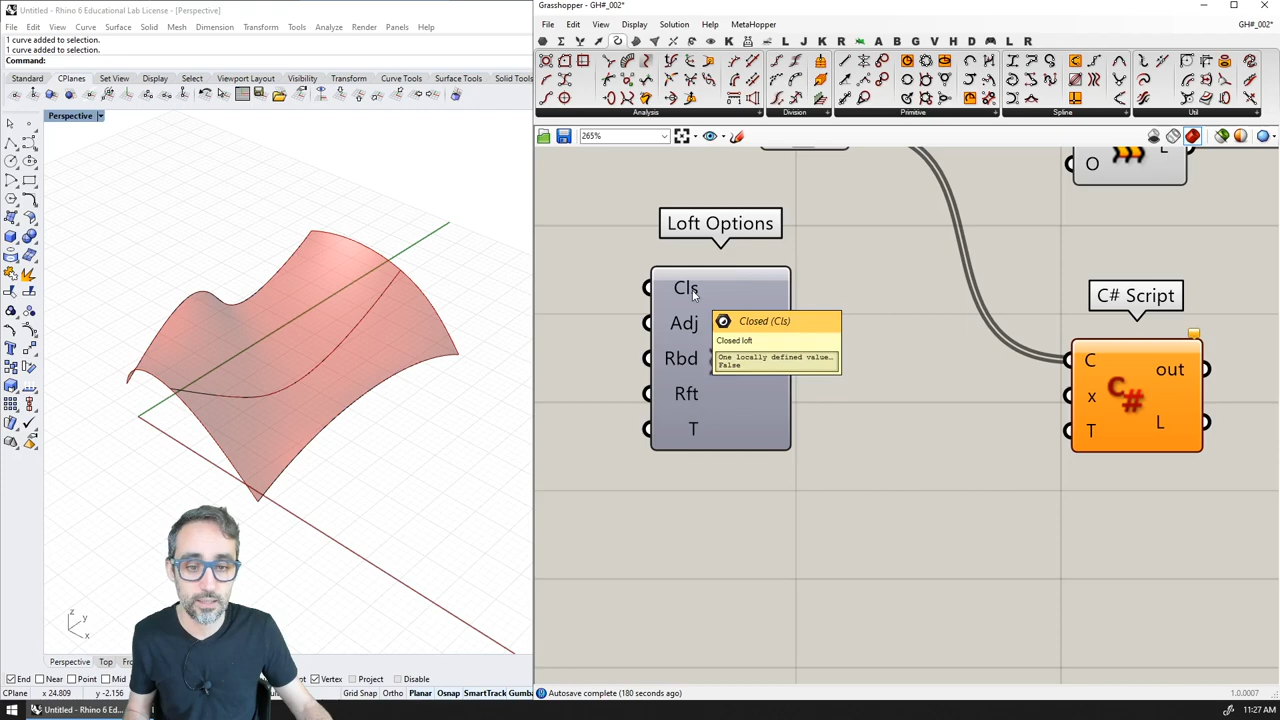 Untitled - Rhino 6 Educational Lab License - [Perspective]
File Edit View Curve Surface Solid Mesh Dimension Transform Tools Analyze Render Panels Help
1 curve added to selection.
1 curve added to selection.
Command:
Standard CPlanes Set View Display Select Viewport Layout Visibility Transform Curve Tools Surface Tools Solid Tools
Perspective
z
y
x
Perspective Top Fro
End Near Point Mid Vertex Project Disable
CPlane x 24.809 y -2.156 Grid Snap Ortho Planar Osnap SmartTrack Gumba
Untitled - Rhino 6 Ed...
Grasshopper - GH#_002*
File Edit View Display Solution Help MetaHopper GH#_002*
K L J K R A B G V H D L R
Analysis Division Primitive Spline Util
265%
O
L
Loft Options
Cls
Adj
Rbd
Rft
T
Closed (Cls)
Closed loft
One locally defined value…
False
C# Script
C
x
T
C#
out
L
Autosave complete (180 seconds ago) 1.0.0007
11:27 AM